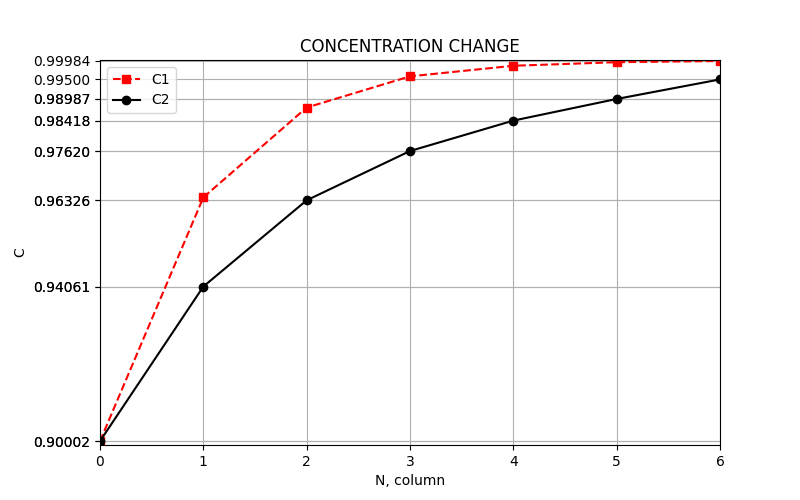 CONCENTRATION CHANGE
C1
C2
0.99984
0.99500
0.98987
0.98418
0.97620
0.96326
0.94061
0.90002
C
0 1 2 3 4 5 6
N, column